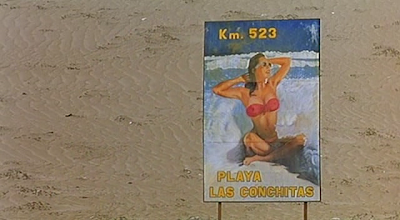 Km. 523
PLAYA
LAS CONCHITAS